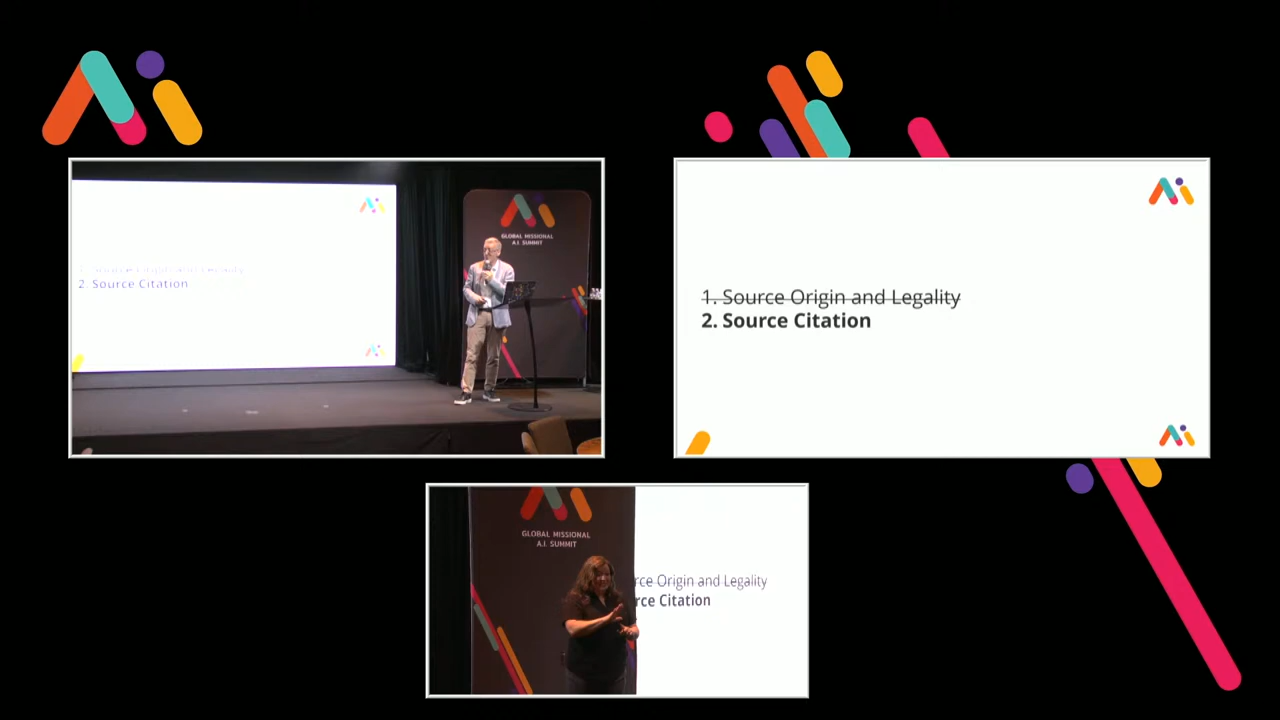 GLOBAL MISSIONAL
A.I. SUMMIT
2. Source Citation
1. Source Origin and Legality
2. Source Citation
GLOBAL MISSIONAL
A.I. SUMMIT
rce Origin and Legality
rce Citation